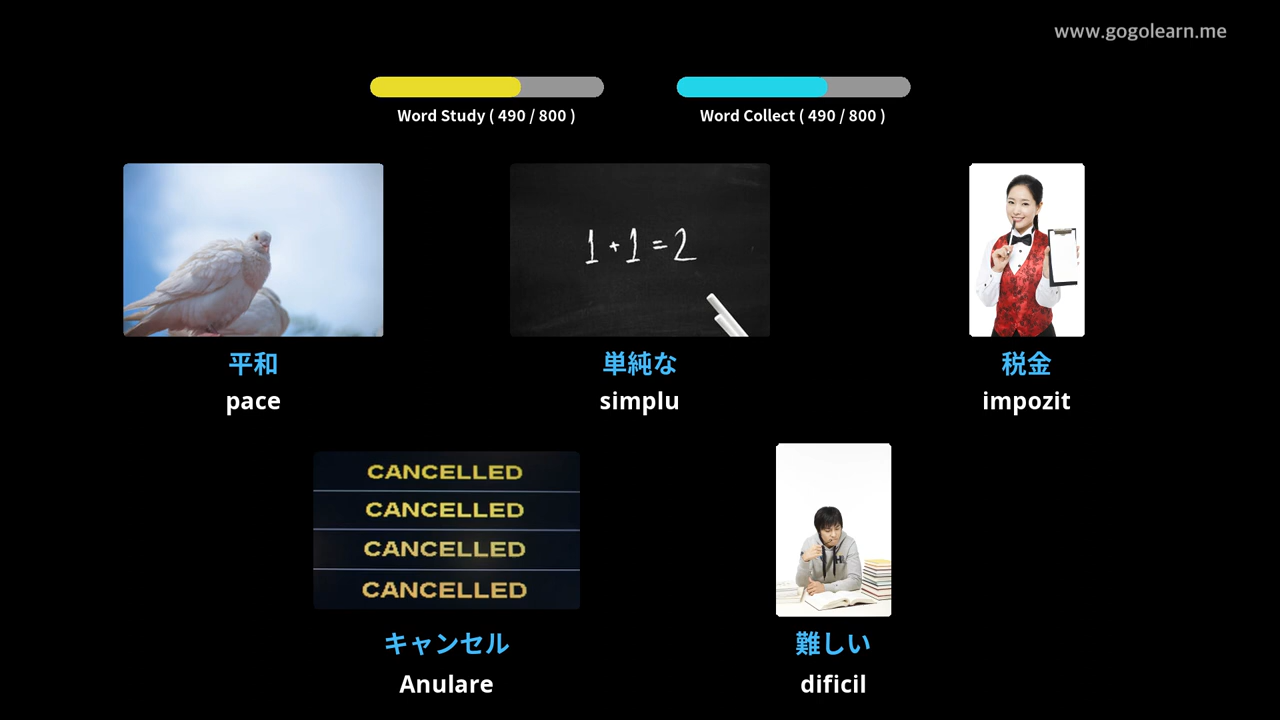 www.gogolearn.me
Word Study ( 490 / 800 )
Word Collect ( 490 / 800 )
1+1=2
平和
単純な
税金
pace
simplu
impozit
CANCELLED
CANCELLED
CANCELLED
CANCELLED
キャンセル
難しい
Anulare
dificil